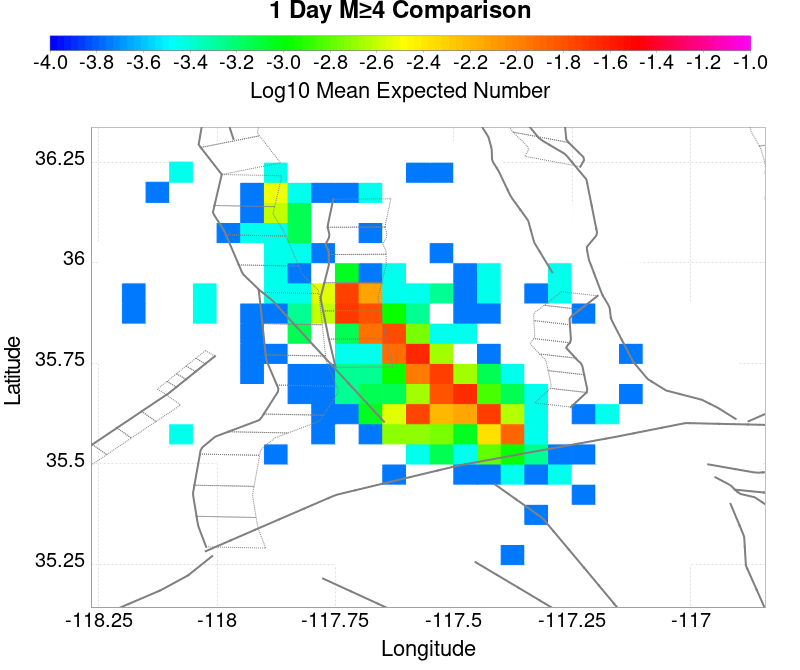 1 Day M≥4 Comparison
-4.0 -3.8 -3.6 -3.4 -3.2 -3.0 -2.8 -2.6 -2.4 -2.2 -2.0 -1.8 -1.6 -1.4 -1.2 -1.0
Log10 Mean Expected Number
36.25
36
35.75
35.5
35.25
Latitude
-118.25 -118 -117.75 -117.5 -117.25 -117
Longitude